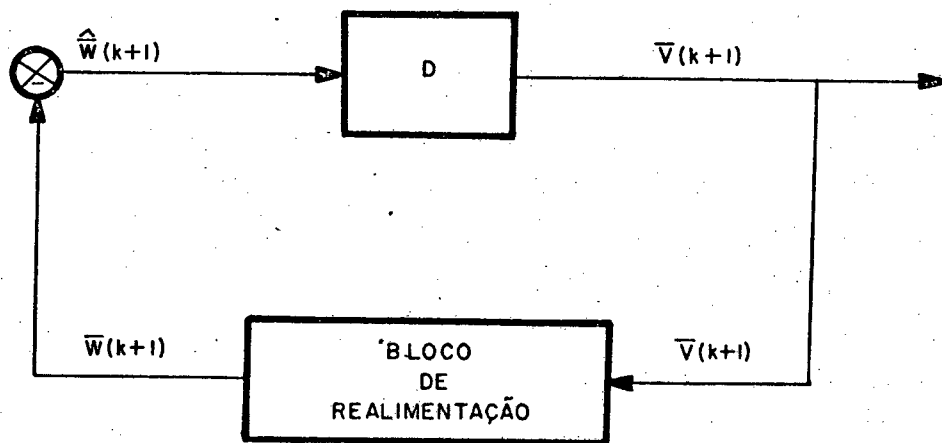 Ŵ(k+1)
D
V̅(k+1)
-
W̅(k+1)
BLOCO
DE
REALIMENTAÇÃO
V̅(k+1)